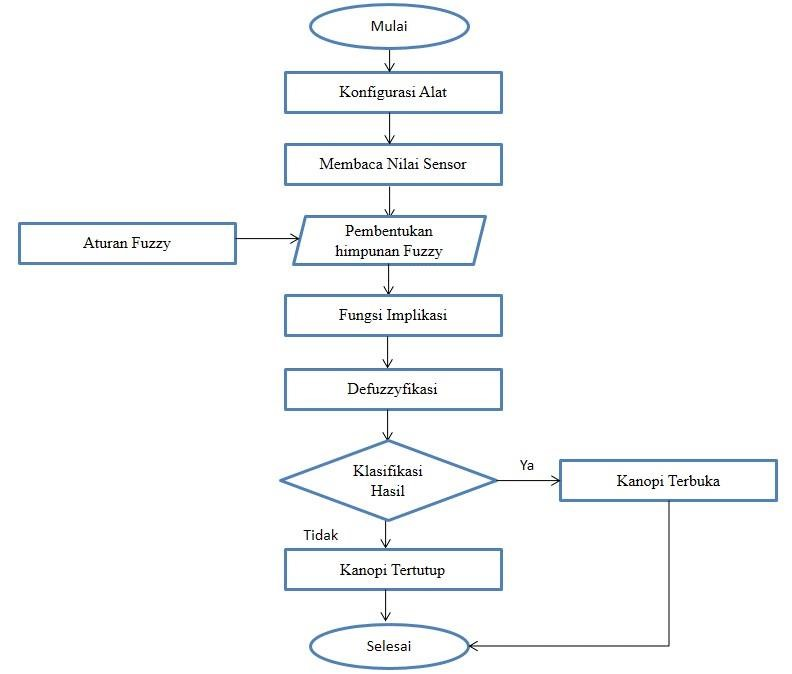 Mulai
Konfigurasi Alat
Membaca Nilai Sensor
Aturan Fuzzy
Pembentukan
himpunan Fuzzy
Fungsi Implikasi
Defuzzyfikasi
Klasifikasi
Hasil
Ya
Kanopi Terbuka
Tidak
Kanopi Tertutup
Selesai